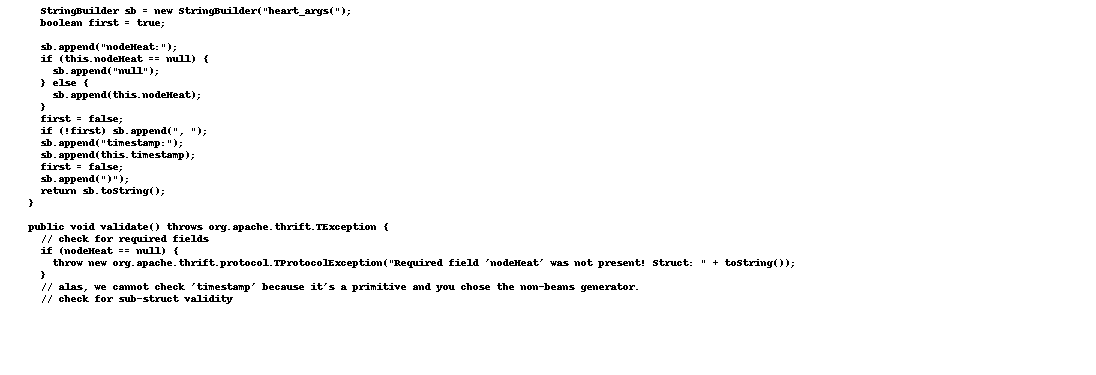 StringBuilder sb = new StringBuilder("heart_args(");
boolean first = true;
sb.append("nodeHeat:");
if (this.nodeHeat == null) {
sb.append("null");
} else {
sb.append(this.nodeHeat);
}
first = false;
if (!first) sb.append(", ");
sb.append("timestamp:");
sb.append(this.timestamp);
first = false;
sb.append(")");
return sb.toString();
}
public void validate() throws org.apache.thrift.TException {
// check for required fields
if (nodeHeat == null) {
throw new org.apache.thrift.protocol.TProtocolException("Required field 'nodeHeat' was not present! Struct: " + toString());
}
// alas, we cannot check 'timestamp' because it's a primitive and you chose the non-beans generator.
// check for sub-struct validity